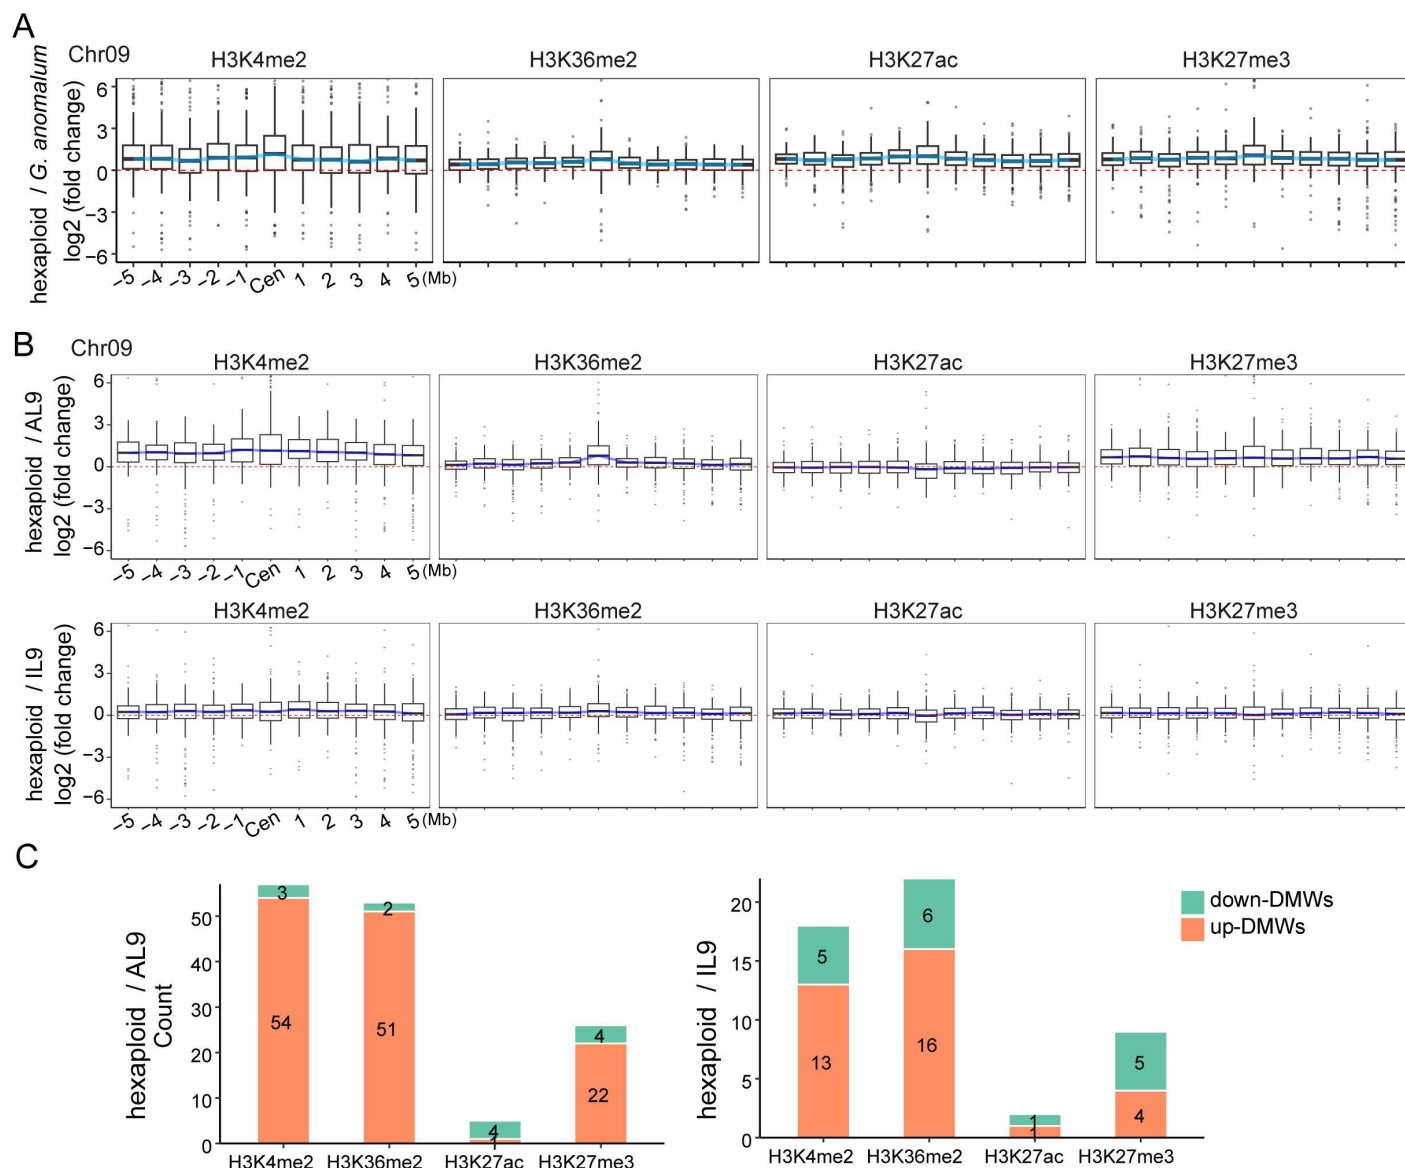 A
Chr09
H3K4me2
H3K36me2
H3K27ac
H3K27me3
hexaploid / G. anomalum
log2 (fold change)
6
3
0
−3
−6
−5 −4 −3 −2 −1 Cen 1 2 3 4 5 (Mb)
B
Chr09
H3K4me2
H3K36me2
H3K27ac
H3K27me3
hexaploid / AL9
log2 (fold change)
6
3
0
−3
−6
−5 −4 −3 −2 −1 Cen 1 2 3 4 5 (Mb)
H3K4me2
H3K36me2
H3K27ac
H3K27me3
hexaploid / IL9
log2 (fold change)
6
3
0
−3
−6
−5 −4 −3 −2 −1 Cen 1 2 3 4 5 (Mb)
C
hexaploid / AL9
Count
50
40
30
20
10
0
3
54
2
51
4
1
4
22
H3K4me2 H3K36me2 H3K27ac H3K27me3
hexaploid / IL9
20
15
10
5
0
5
13
6
16
1
1
5
4
H3K4me2 H3K36me2 H3K27ac H3K27me3
down-DMWs
up-DMWs